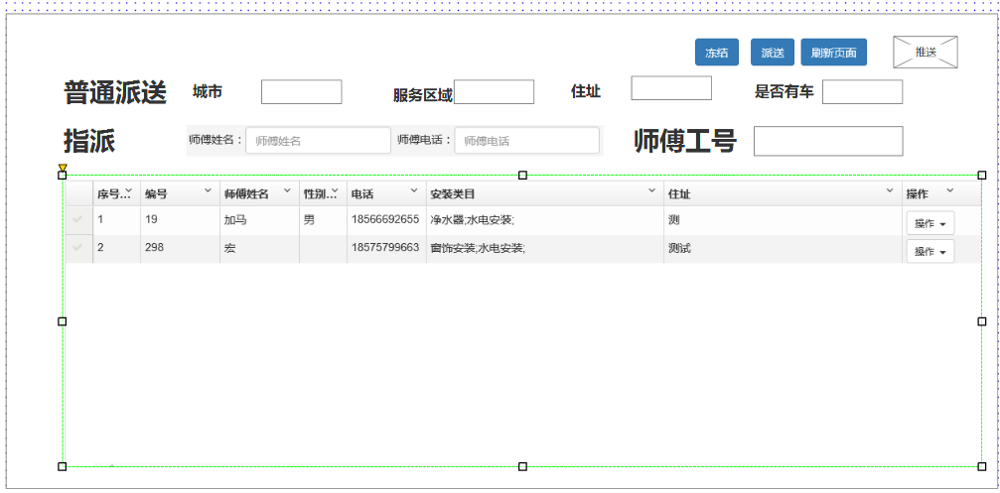 冻结 派送 刷新页面 推送
普通派送 城市 服务区域 住址 是否有车
指派 师傅姓名： 师傅姓名 师傅电话： 师傅电话 师傅工号
序号... 编号 师傅姓名 性别... 电话 安装类目 住址 操作
1 19 加马 男 18566692655 净水器;水电安装; 测 操作
2 298 宏 18575799663 窗饰安装;水电安装; 测试 操作